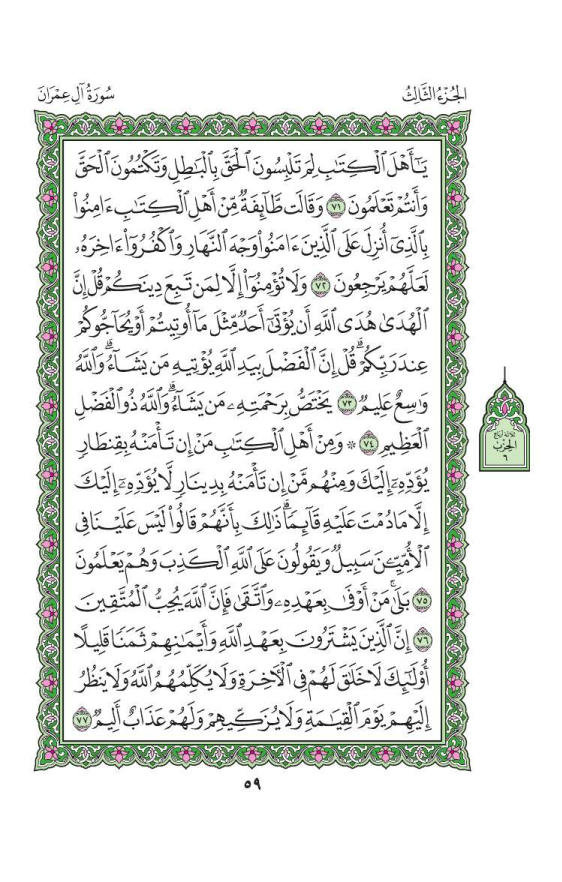 الجُزْءُ الثَّالِثُ
سُورَةُ آلِ عِمْرَانَ
يَٰٓأَهْلَ ٱلْكِتَٰبِ لِمَ تَلْبِسُونَ ٱلْحَقَّ بِٱلْبَٰطِلِ وَتَكْتُمُونَ ٱلْحَقَّ
وَأَنتُمْ تَعْلَمُونَ ٧١ وَقَالَت طَّآئِفَةٌ مِّنْ أَهْلِ ٱلْكِتَٰبِ ءَامِنُوا۟
بِٱلَّذِىٓ أُنزِلَ عَلَى ٱلَّذِينَ ءَامَنُوا۟ وَجْهَ ٱلنَّهَارِ وَٱكْفُرُوٓا۟ ءَاخِرَهُۥ
لَعَلَّهُمْ يَرْجِعُونَ ٧٢ وَلَا تُؤْمِنُوٓا۟ إِلَّا لِمَن تَبِعَ دِينَكُمْ قُلْ إِنَّ
ٱلْهُدَىٰ هُدَى ٱللَّهِ أَن يُؤْتَىٰٓ أَحَدٌ مِّثْلَ مَآ أُوتِيتُمْ أَوْ يُحَآجُّوكُمْ
عِندَ رَبِّكُمْ ۗ قُلْ إِنَّ ٱلْفَضْلَ بِيَدِ ٱللَّهِ يُؤْتِيهِ مَن يَشَآءُ ۗ وَٱللَّهُ
وَٰسِعٌ عَلِيمٌ ٧٣ يَخْتَصُّ بِرَحْمَتِهِۦ مَن يَشَآءُ ۗ وَٱللَّهُ ذُو ٱلْفَضْلِ
ٱلْعَظِيمِ ٧٤ ۞ وَمِنْ أَهْلِ ٱلْكِتَٰبِ مَنْ إِن تَأْمَنْهُ بِقِنطَارٍ
يُؤَدِّهِۦٓ إِلَيْكَ وَمِنْهُم مَّنْ إِن تَأْمَنْهُ بِدِينَارٍ لَّا يُؤَدِّهِۦٓ إِلَيْكَ
إِلَّا مَا دُمْتَ عَلَيْهِ قَآئِمًا ۗ ذَٰلِكَ بِأَنَّهُمْ قَالُوا۟ لَيْسَ عَلَيْنَا فِى
ٱلْأُمِّيِّـۧنَ سَبِيلٌ وَيَقُولُونَ عَلَى ٱللَّهِ ٱلْكَذِبَ وَهُمْ يَعْلَمُونَ
٧٥ بَلَىٰ ۚ مَنْ أَوْفَىٰ بِعَهْدِهِۦ وَٱتَّقَىٰ فَإِنَّ ٱللَّهَ يُحِبُّ ٱلْمُتَّقِينَ
٧٦ إِنَّ ٱلَّذِينَ يَشْتَرُونَ بِعَهْدِ ٱللَّهِ وَأَيْمَٰنِهِمْ ثَمَنًا قَلِيلًا
أُو۟لَٰٓئِكَ لَا خَلَٰقَ لَهُمْ فِى ٱلْءَاخِرَةِ وَلَا يُكَلِّمُهُمُ ٱللَّهُ وَلَا يَنظُرُ
إِلَيْهِمْ يَوْمَ ٱلْقِيَٰمَةِ وَلَا يُزَكِّيهِمْ وَلَهُمْ عَذَابٌ أَلِيمٌ ٧٧
ثلاثة أرباع
الحزب
٦
٥٩